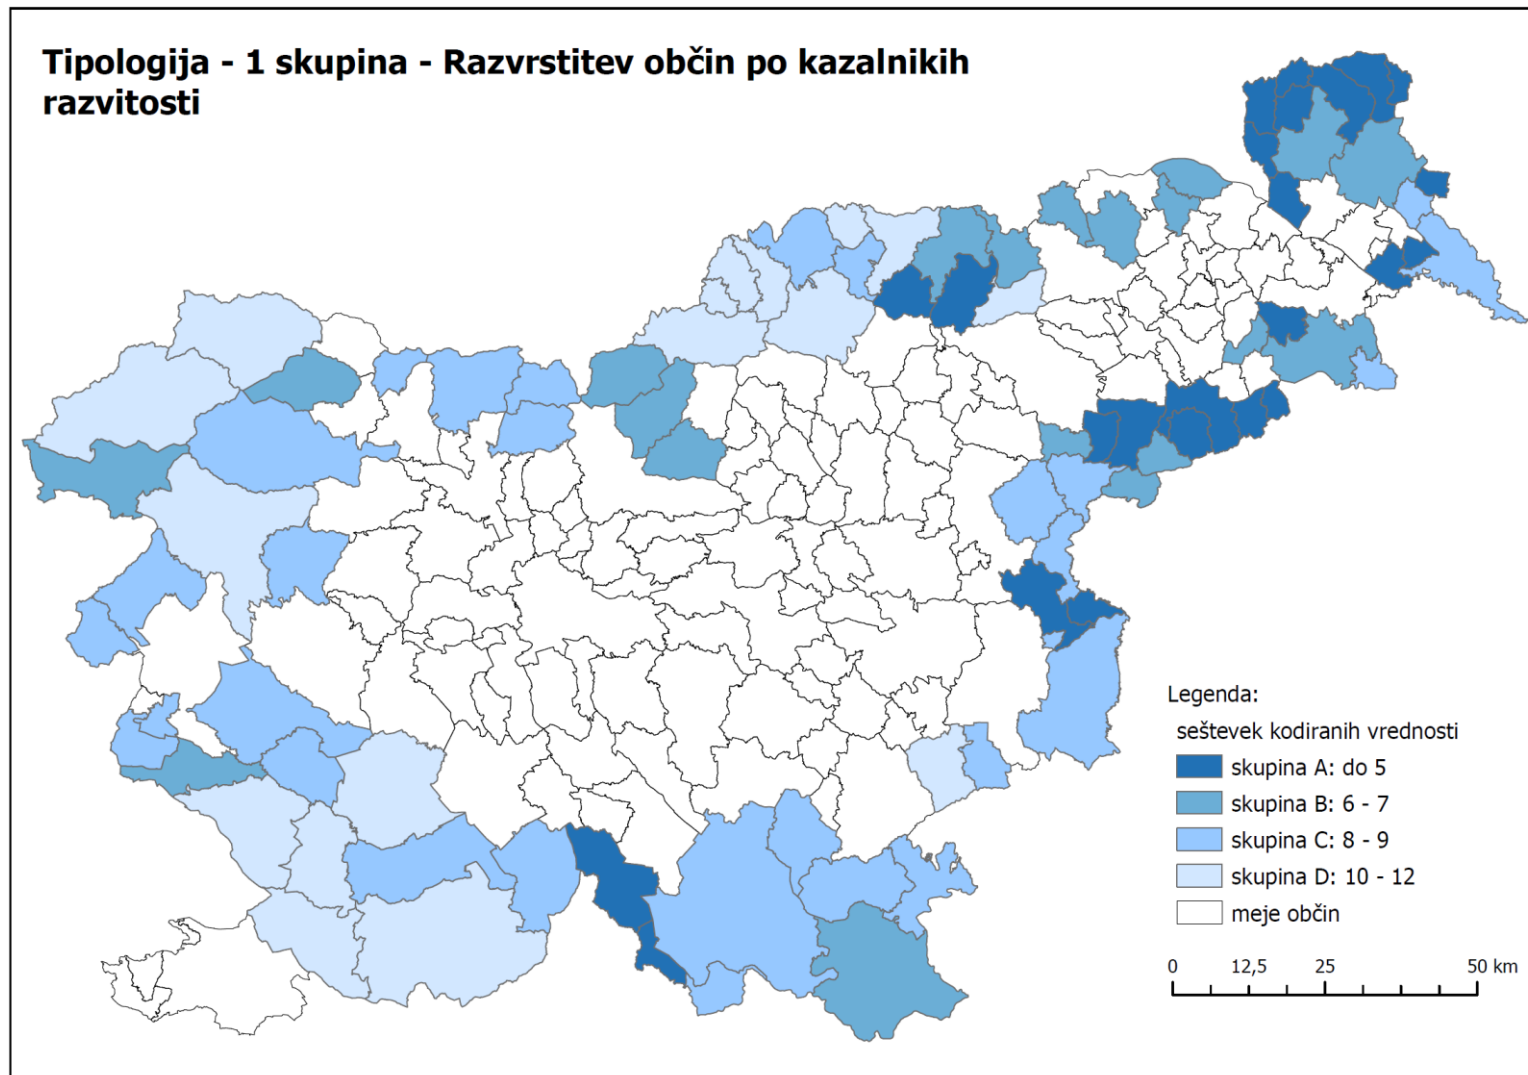 Tipologija - 1 skupina - Razvrstitev občin po kazalnikih
razvitosti
Legenda:
seštevek kodiranih vrednosti
skupina A: do 5
skupina B: 6 - 7
skupina C: 8 - 9
skupina D: 10 - 12
meje občin
0 12,5 25 50 km